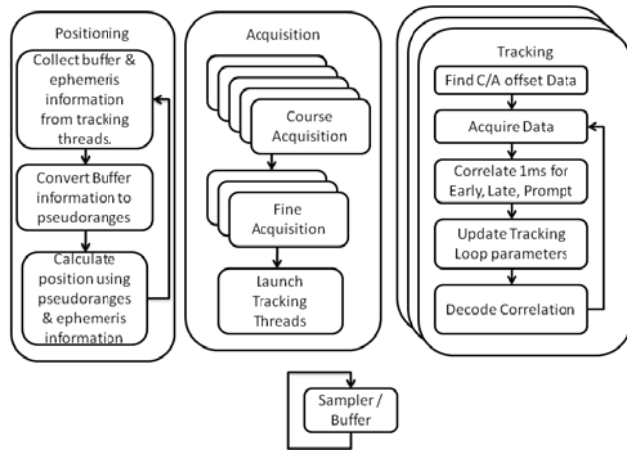 Positioning
Collect buffer &
ephemeris
information
from tracking
threads.
Convert Buffer
information to
pseudoranges
Calculate
position using
pseudoranges
& ephemeris
information
Acquisition
Course
Acquisition
Fine
Acquisition
Launch
Tracking
Threads
Tracking
Find C/A offset Data
Acquire Data
Correlate 1ms for
Early, Late, Prompt
Update Tracking
Loop parameters
Decode Correlation
Sampler /
Buffer